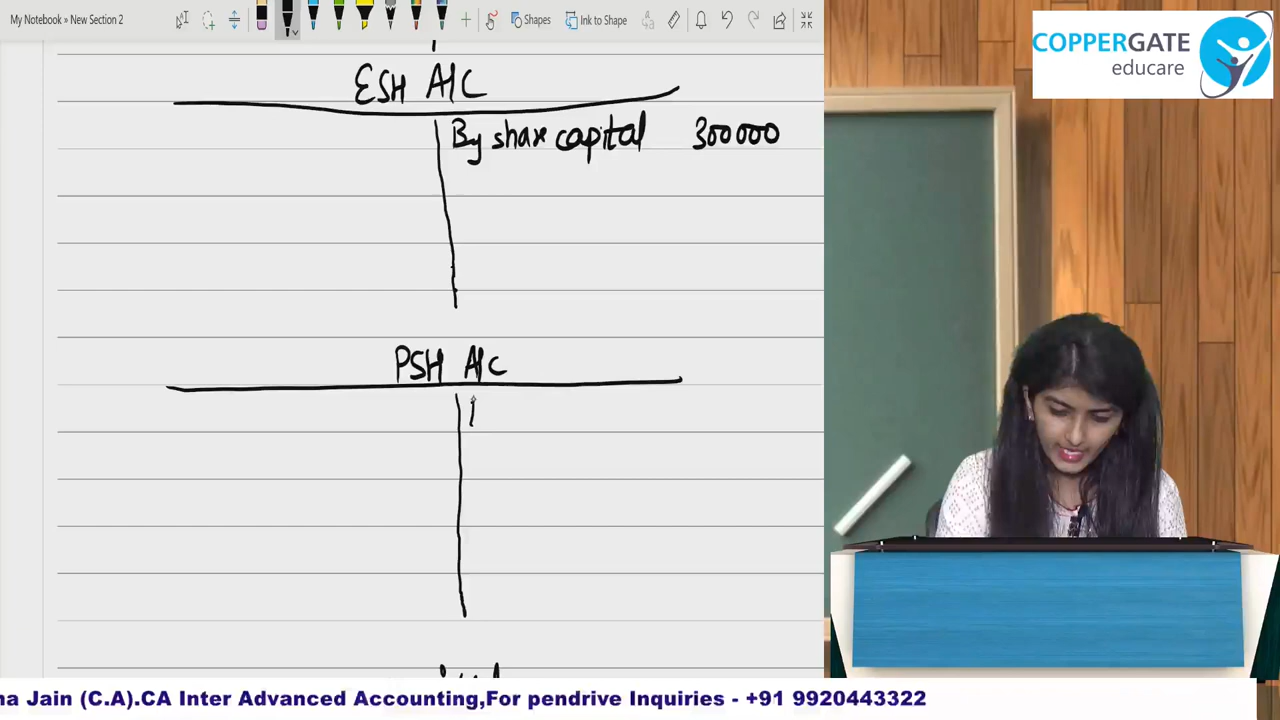 My Notebook » New Section 2
Shapes
Ink to Shape
COPPERGATE
educare
ESH A/C
By share capital 300000
PSH A/C
na Jain (C.A).CA Inter Advanced Accounting,For pendrive Inquiries - +91 9920443322